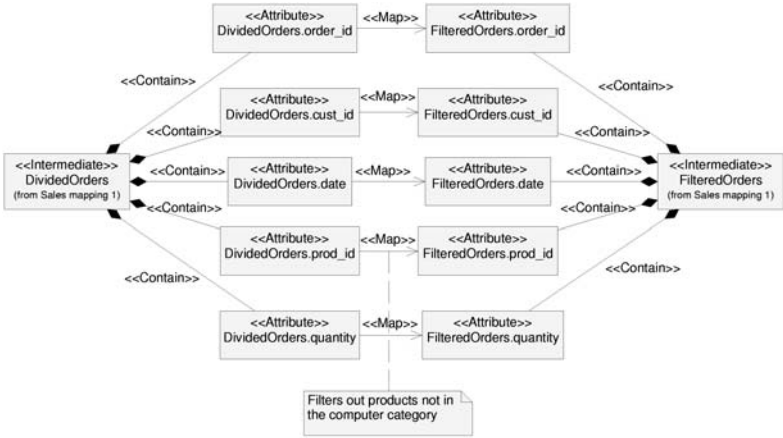 <<Attribute>>
DividedOrders.order_id
<<Map>>
<<Attribute>>
FilteredOrders.order_id
<<Contain>>
<<Contain>>
<<Attribute>>
DividedOrders.cust_id
<<Map>>
<<Attribute>>
FilteredOrders.cust_id
<<Contain>>
<<Contain>>
<<Intermediate>>
DividedOrders
(from Sales mapping 1)
<<Contain>>
<<Attribute>>
DividedOrders.date
<<Map>>
<<Attribute>>
FilteredOrders.date
<<Contain>>
<<Intermediate>>
FilteredOrders
(from Sales mapping 1)
<<Contain>>
<<Attribute>>
DividedOrders.prod_id
<<Map>>
<<Attribute>>
FilteredOrders.prod_id
<<Contain>>
<<Contain>>
<<Contain>>
<<Attribute>>
DividedOrders.quantity
<<Map>>
<<Attribute>>
FilteredOrders.quantity
Filters out products not in
the computer category